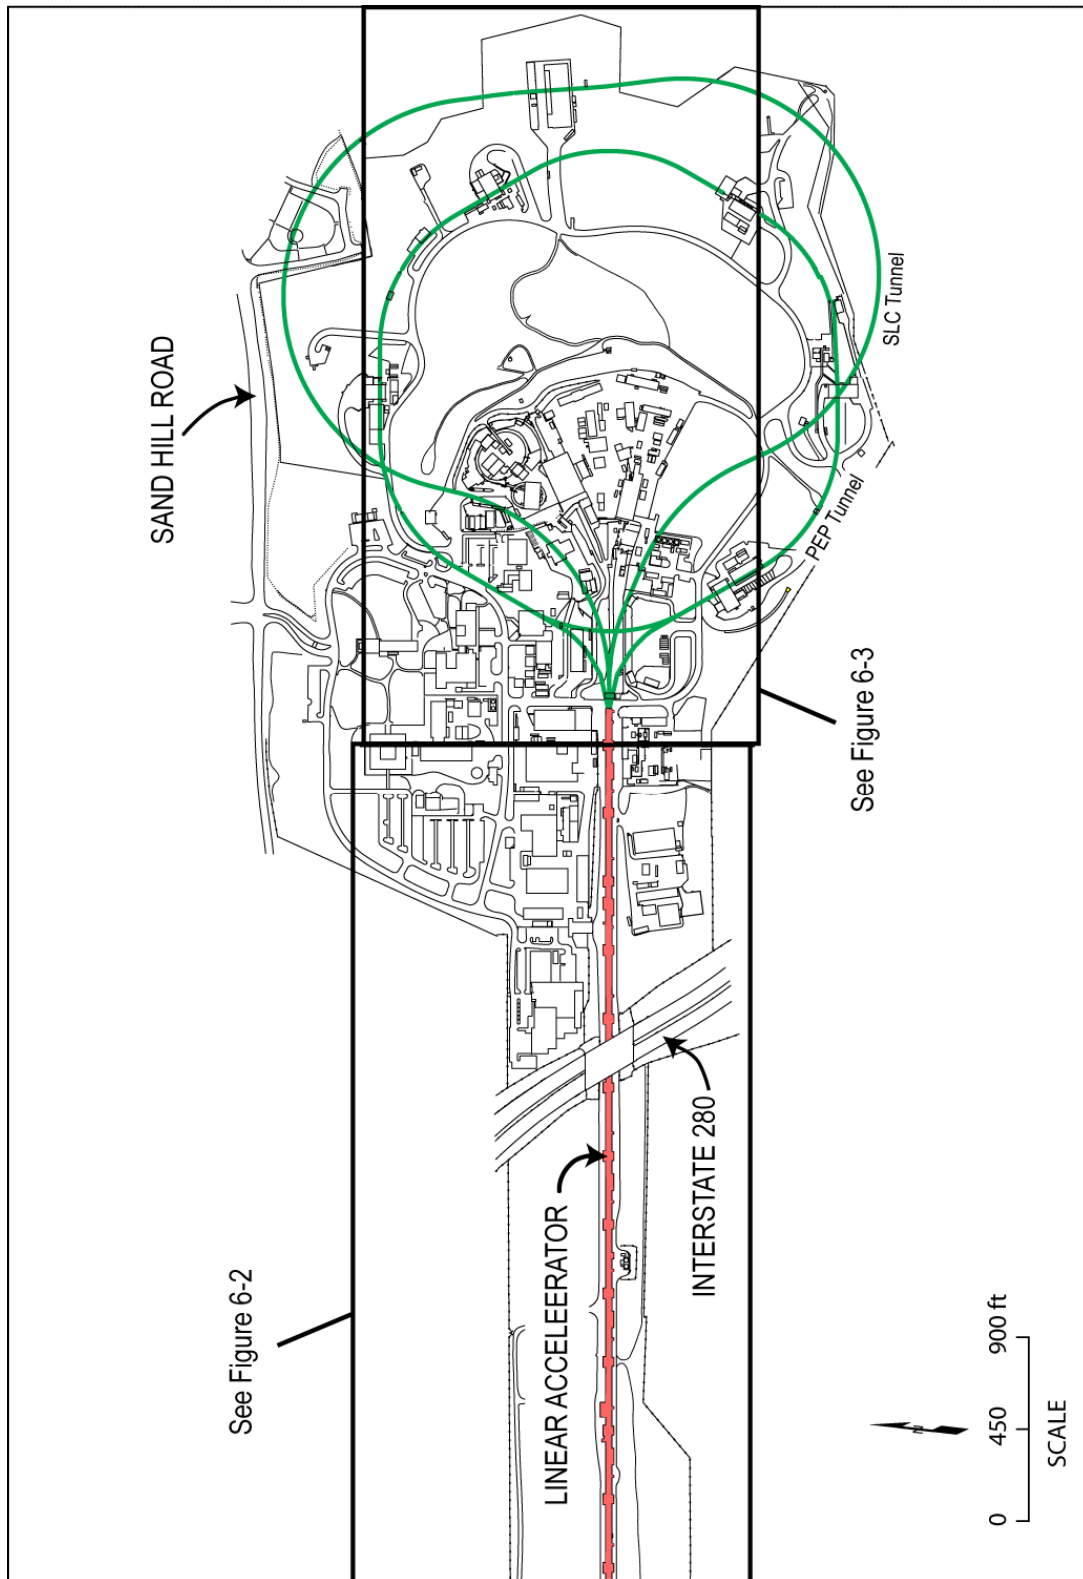 SAND HILL ROAD
SLC Tunnel
PEP Tunnel
See Figure 6-3
See Figure 6-2
LINEAR ACCELEERATOR
INTERSTATE 280
N
0 450 900 ft
SCALE